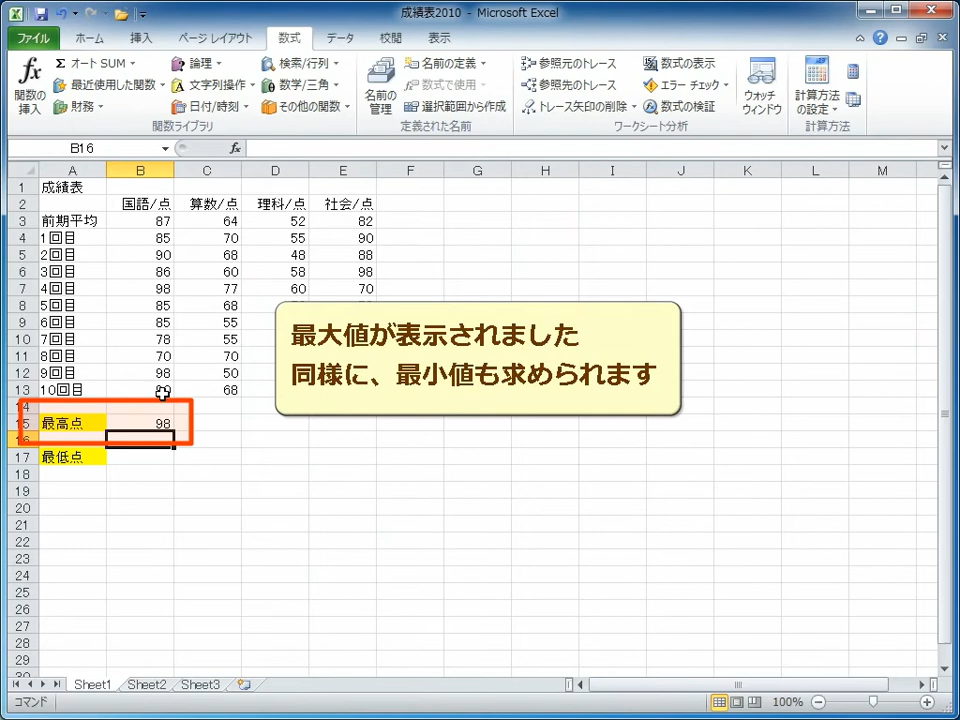 成績表2010 - Microsoft Excel
ファイル ホーム 挿入 ページ レイアウト 数式 データ 校閲 表示
fx 関数の挿入 Σ オート SUM 論理 検索/行列
最近使用した関数 文字列操作 数学/三角
財務 日付/時刻 その他の関数
関数ライブラリ
名前の管理 名前の定義
数式で使用
選択範囲から作成
定義された名前
参照元のトレース 数式の表示
参照先のトレース エラー チェック
トレース矢印の削除 数式の検証
ウォッチ ウィンドウ
ワークシート分析
計算方法の設定
計算方法
B16 fx
A B C D E F G H I J K L M
1 成績表
2 国語/点 算数/点 理科/点 社会/点
3 前期平均 87 64 52 82
4 1回目 85 70 55 90
5 2回目 90 68 48 88
6 3回目 86 60 58 98
7 4回目 98 77 60 70
8 5回目 85 68
9 6回目 85 55
10 7回目 78 55
11 8回目 70 70
12 9回目 98 50
13 10回目 68
14
15 最高点 98
16
17 最低点
18
19
20
21
22
23
24
25
26
27
28
29
30
最大値が表示されました
同様に、最小値も求められます
Sheet1 Sheet2 Sheet3
コマンド 100%